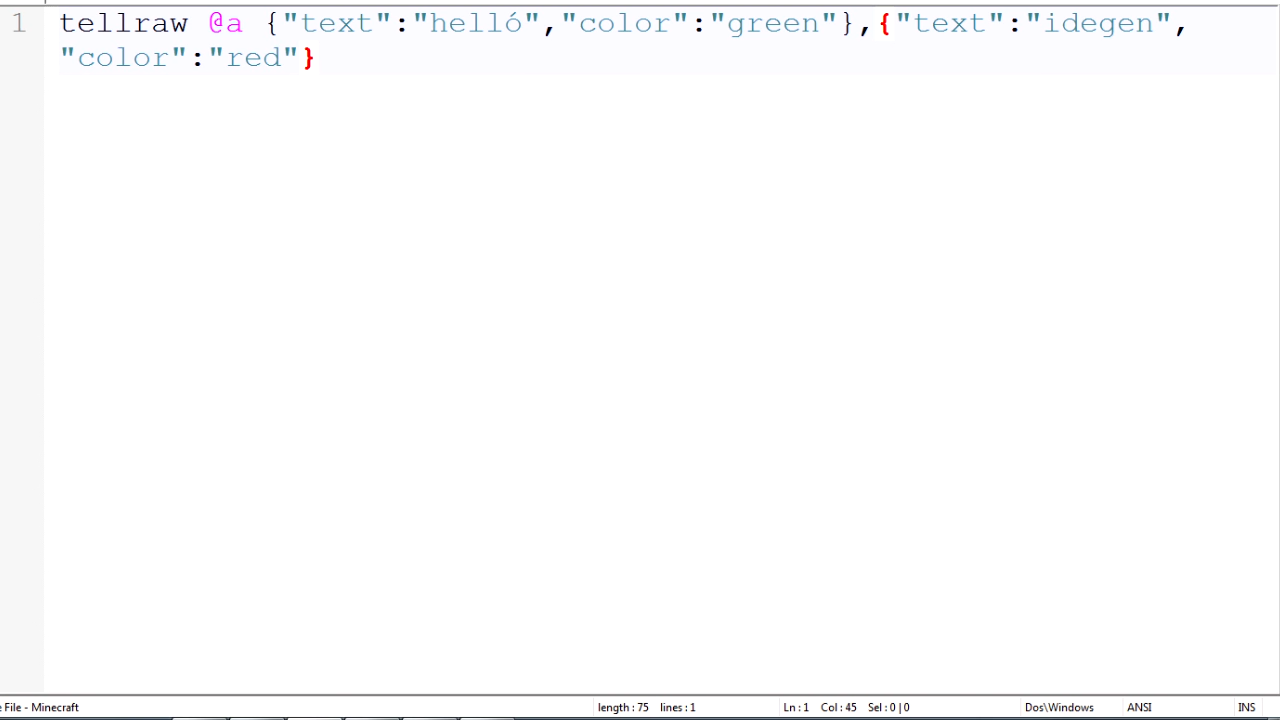 1 tellraw @a {"text":"helló","color":"green"},{"text":"idegen",
"color":"red"}
e File - Minecraft length : 75 lines : 1 Ln : 1 Col : 45 Sel : 0 | 0 Dos\Windows ANSI INS